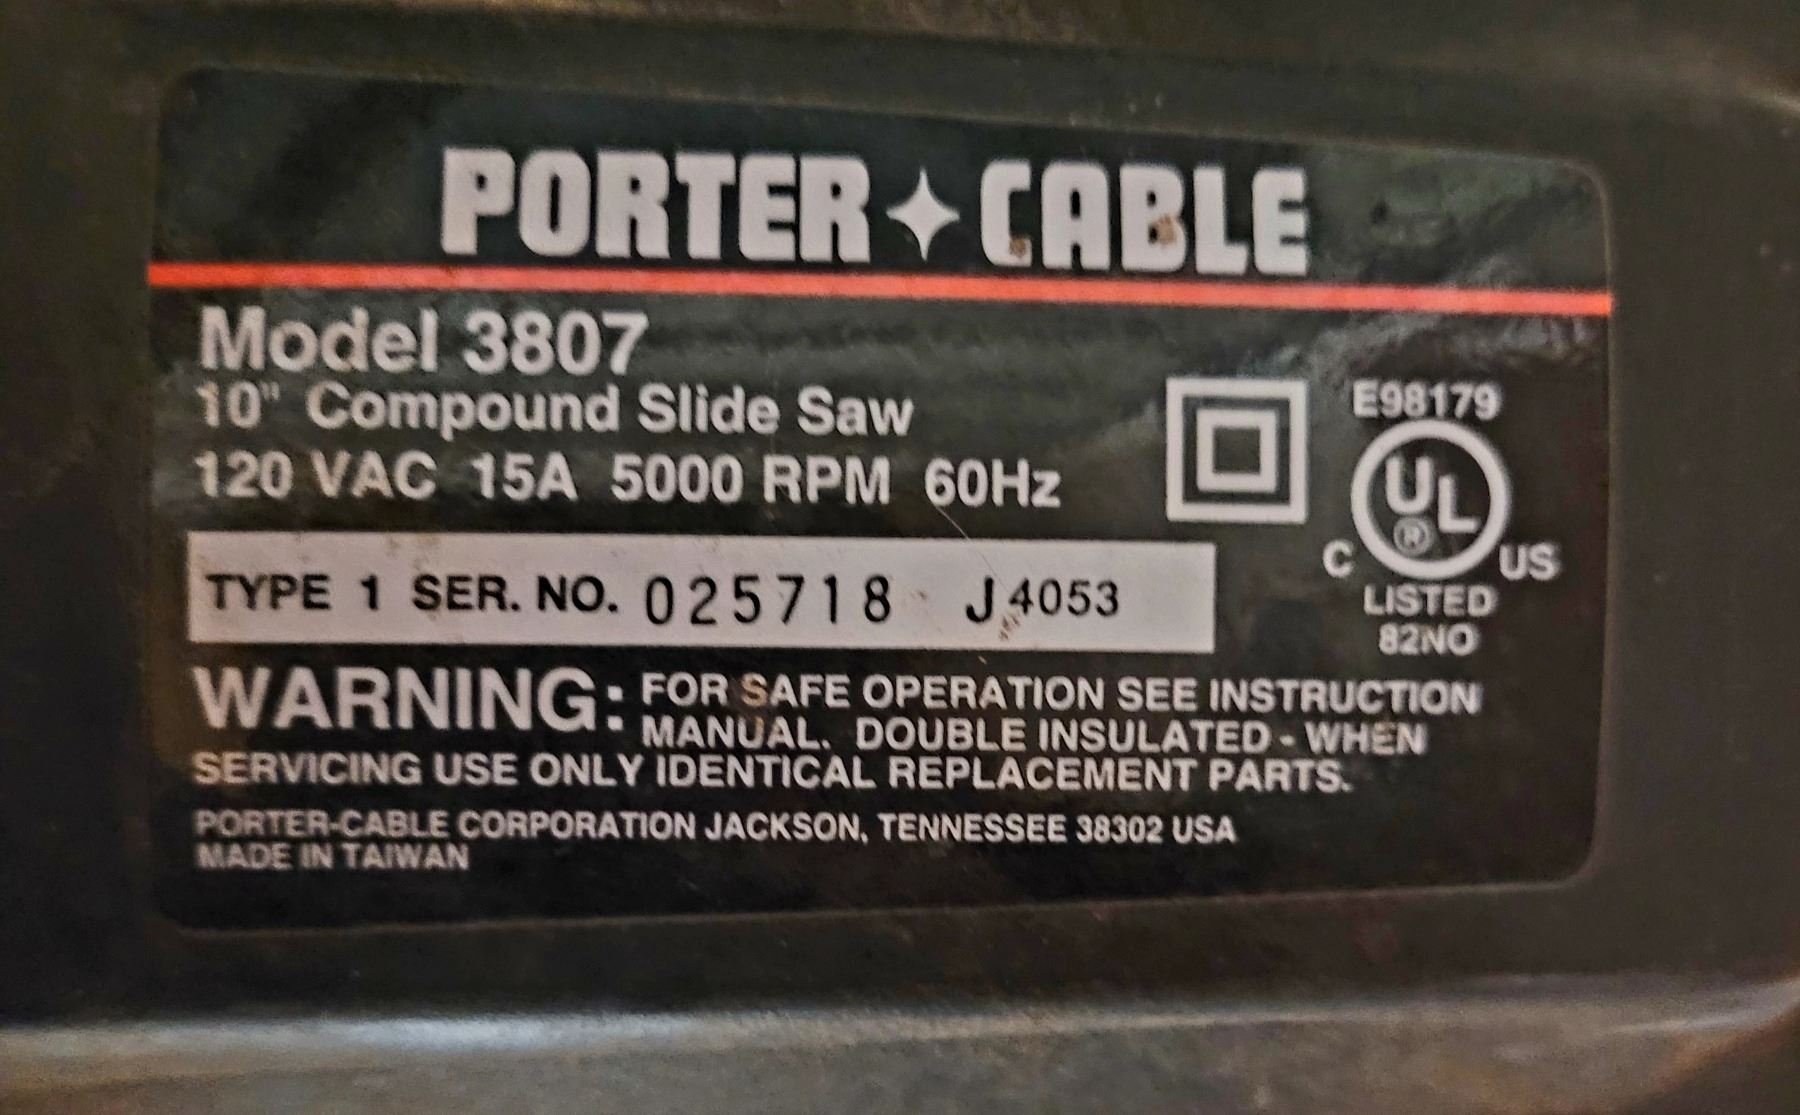 PORTER CABLE
Model 3807
10" Compound Slide Saw
120 VAC 15A 5000 RPM 60Hz
E98179
UL
®
C US
LISTED
82NO
TYPE 1 SER. NO. 025718 J4053
WARNING: FOR SAFE OPERATION SEE INSTRUCTION
MANUAL. DOUBLE INSULATED - WHEN
SERVICING USE ONLY IDENTICAL REPLACEMENT PARTS.
PORTER-CABLE CORPORATION JACKSON, TENNESSEE 38302 USA
MADE IN TAIWAN